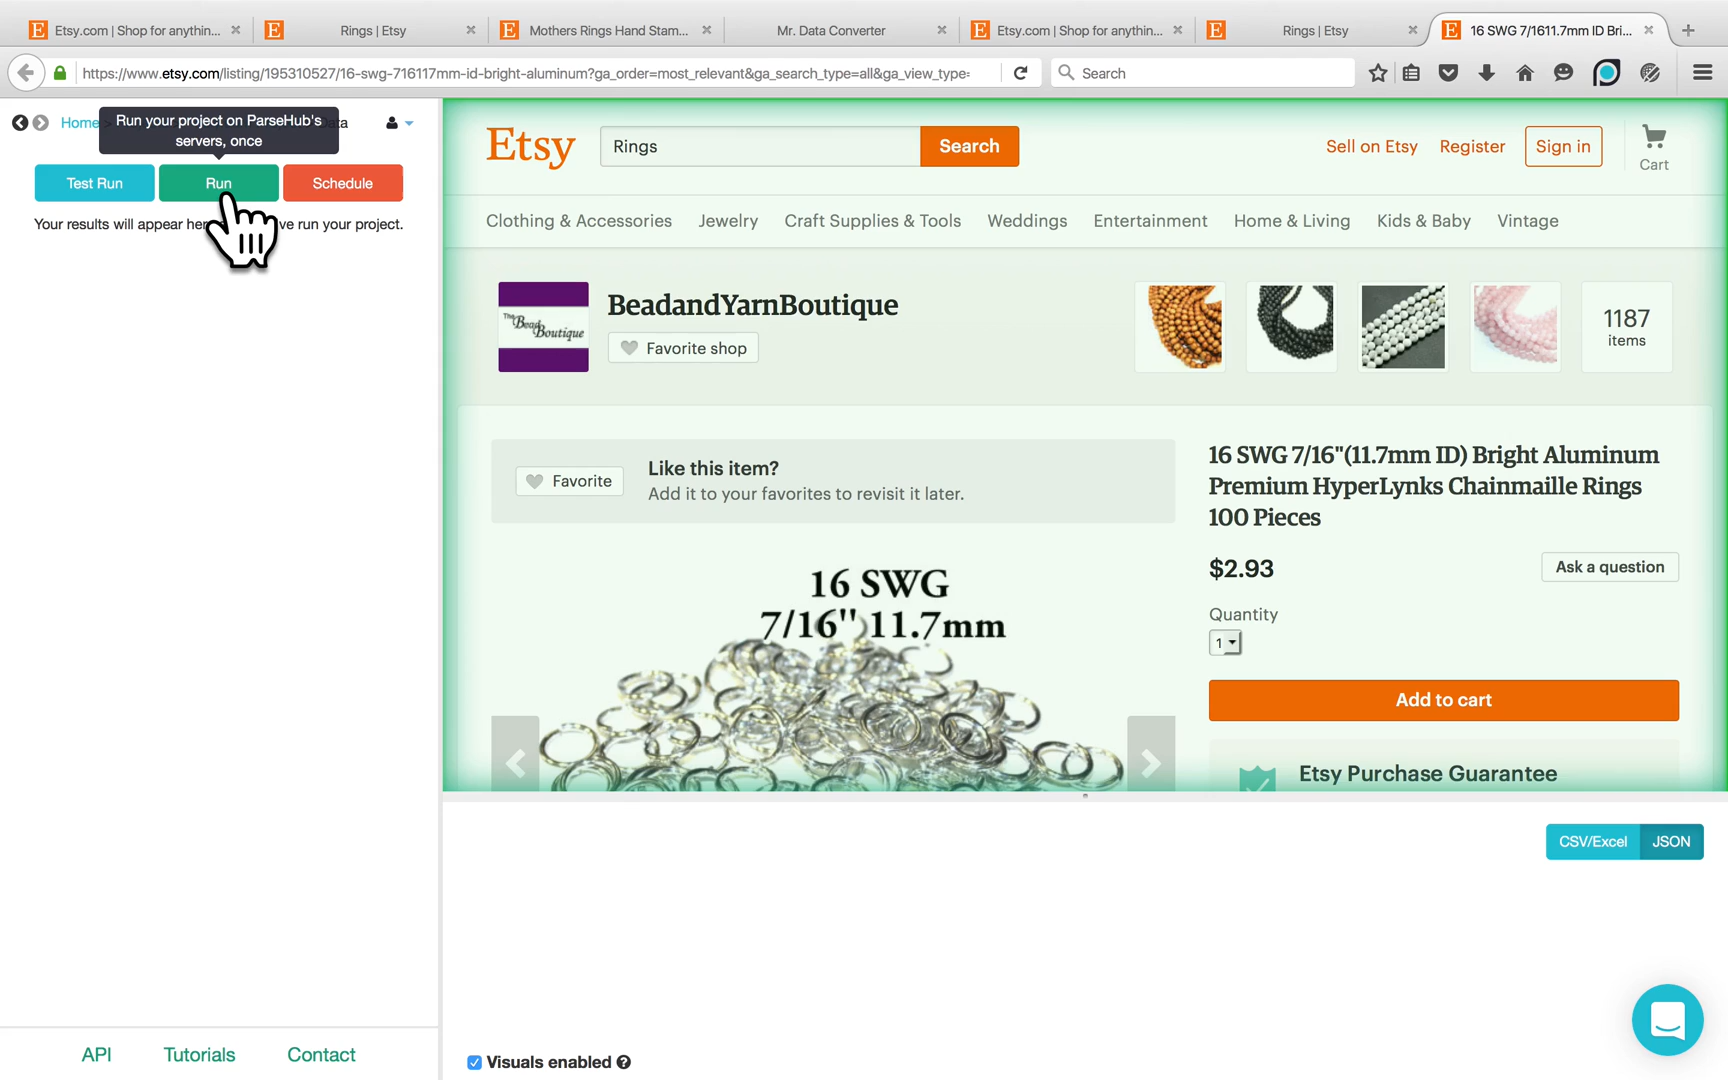 Etsy.com | Shop for anythin...
Rings | Etsy
Mothers Rings Hand Stam...
Mr. Data Converter
Etsy.com | Shop for anythin...
Rings | Etsy
16 SWG 7/1611.7mm ID Bri...
https://www.etsy.com/listing/195310527/16-swg-716117mm-id-bright-aluminum?ga_order=most_relevant&ga_search_type=all&ga_view_type=
Search
Home
Run your project on ParseHub's
servers, once
Test Run
Run
Schedule
Your results will appear here
ve run your project.
Etsy
Rings
Search
Sell on Etsy
Register
Sign in
Cart
Clothing & Accessories
Jewelry
Craft Supplies & Tools
Weddings
Entertainment
Home & Living
Kids & Baby
Vintage
The Bead
Boutique
BeadandYarnBoutique
Favorite shop
1187
items
Favorite
Like this item?
Add it to your favorites to revisit it later.
16 SWG
7/16" 11.7mm
16 SWG 7/16"(11.7mm ID) Bright Aluminum
Premium HyperLynks Chainmaille Rings
100 Pieces
$2.93
Ask a question
Quantity
1
Add to cart
Etsy Purchase Guarantee
CSV/Excel
JSON
API
Tutorials
Contact
Visuals enabled